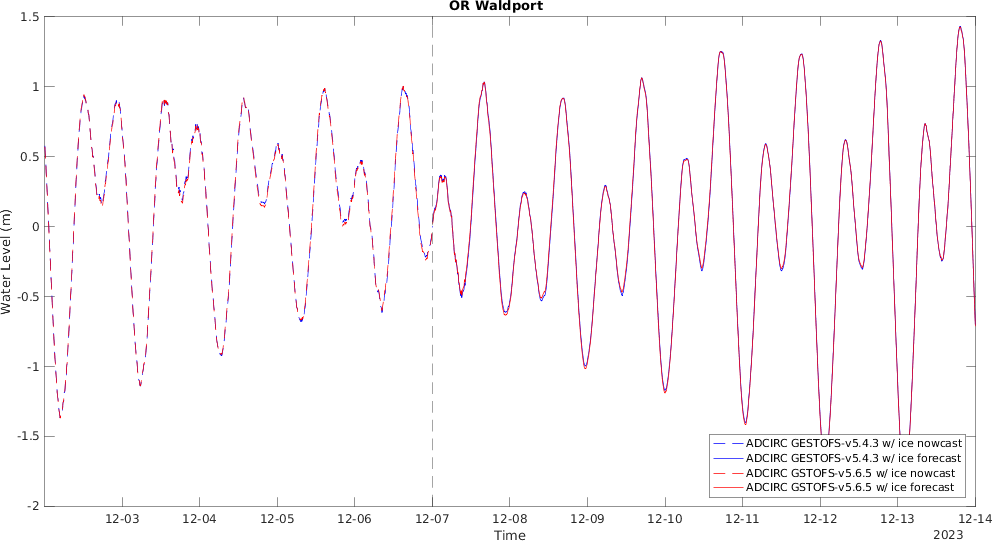 OR Waldport
1.5
1
0.5
0
-0.5
-1
-1.5
-2
Water Level (m)
12-03 12-04 12-05 12-06 12-07 12-08 12-09 12-10 12-11 12-12 12-13 12-14
Time
2023
ADCIRC GESTOFS-v5.4.3 w/ ice nowcast
ADCIRC GESTOFS-v5.4.3 w/ ice forecast
ADCIRC GSTOFS-v5.6.5 w/ ice nowcast
ADCIRC GSTOFS-v5.6.5 w/ ice forecast